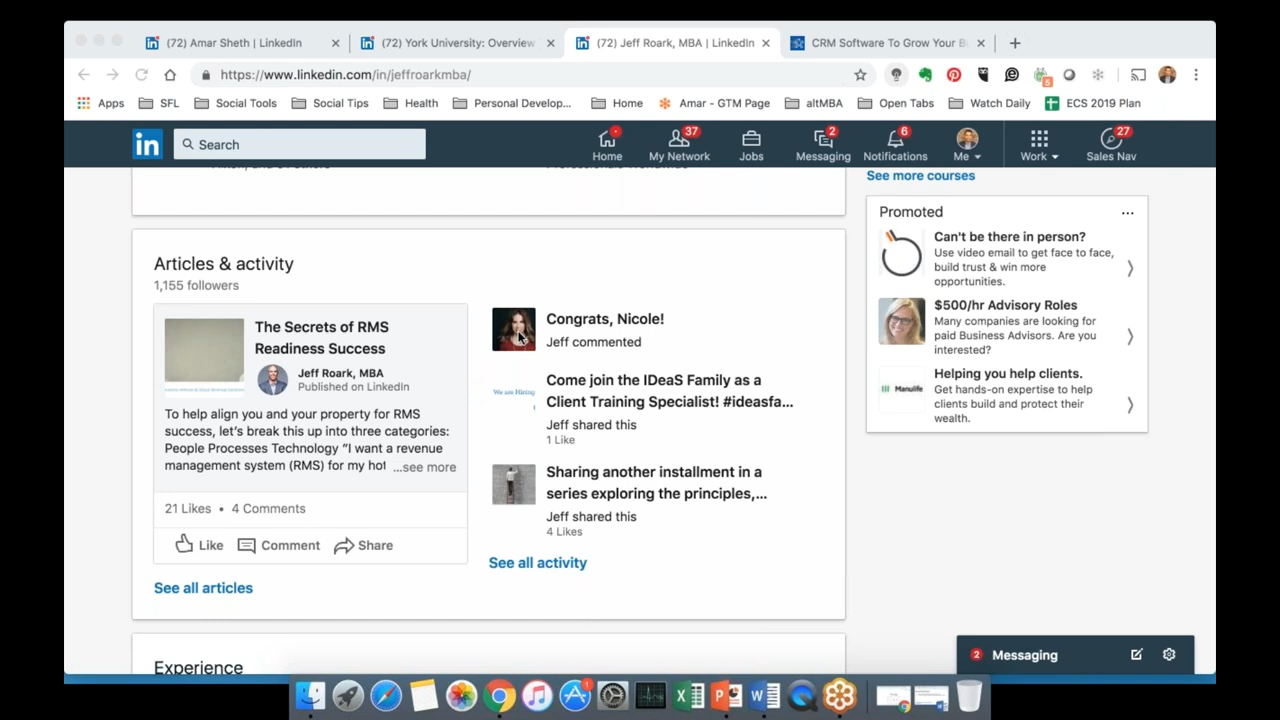 (72) Amar Sheth | LinkedIn
(72) York University: Overview
(72) Jeff Roark, MBA | LinkedIn
CRM Software To Grow Your B
https://www.linkedin.com/in/jeffroarkmba/
5
Apps
SFL
Social Tools
Social Tips
Health
Personal Develop...
Home
Amar - GTM Page
altMBA
Open Tabs
Watch Daily
ECS 2019 Plan
in
Search
Home
37
My Network
Jobs
2
Messaging
6
Notifications
Me
Work
27
Sales Nav
See more courses
Articles & activity
1,155 followers
The Secrets of RMS
Readiness Success
Jeff Roark, MBA
Published on LinkedIn
To help align you and your property for RMS
success, let's break this up into three categories:
People Processes Technology “I want a revenue
management system (RMS) for my hot ...see more
21 Likes • 4 Comments
Like
Comment
Share
See all articles
Congrats, Nicole!
Jeff commented
We are Hiring
Come join the IDeaS Family as a
Client Training Specialist! #ideasfa...
Jeff shared this
1 Like
Sharing another installment in a
series exploring the principles,...
Jeff shared this
4 Likes
See all activity
Experience
Promoted
Can't be there in person?
Use video email to get face to face,
build trust & win more
opportunities.
$500/hr Advisory Roles
Many companies are looking for
paid Business Advisors. Are you
interested?
Manulife
Helping you help clients.
Get hands-on expertise to help
clients build and protect their
wealth.
2 Messaging
1